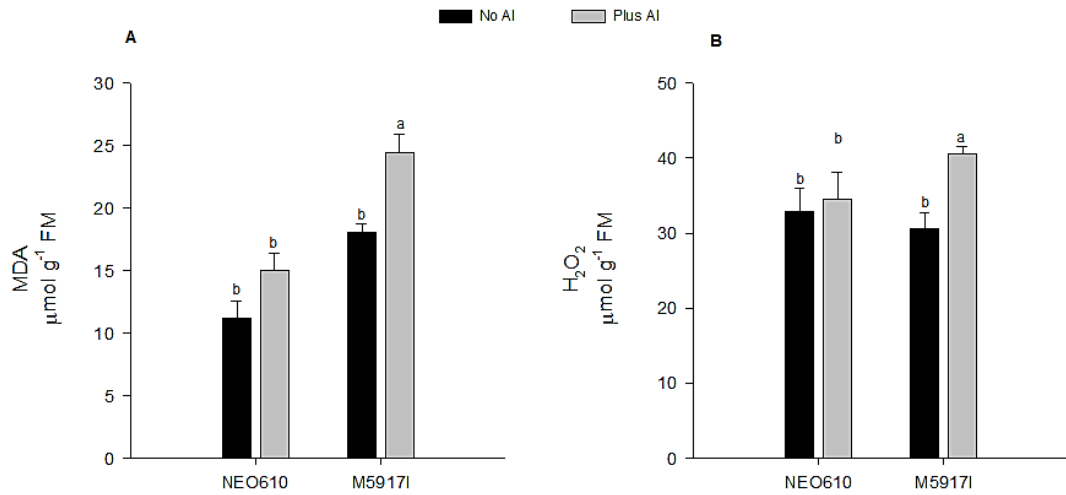 No Al Plus Al
A B
30
25
20
15
10
5
0
MDA
μmol g⁻¹ FM
b
b
b
a
NEO610 M5917I
50
40
30
20
10
0
H₂O₂
μmol g⁻¹ FM
b
b
b
a
NEO610 M5917I